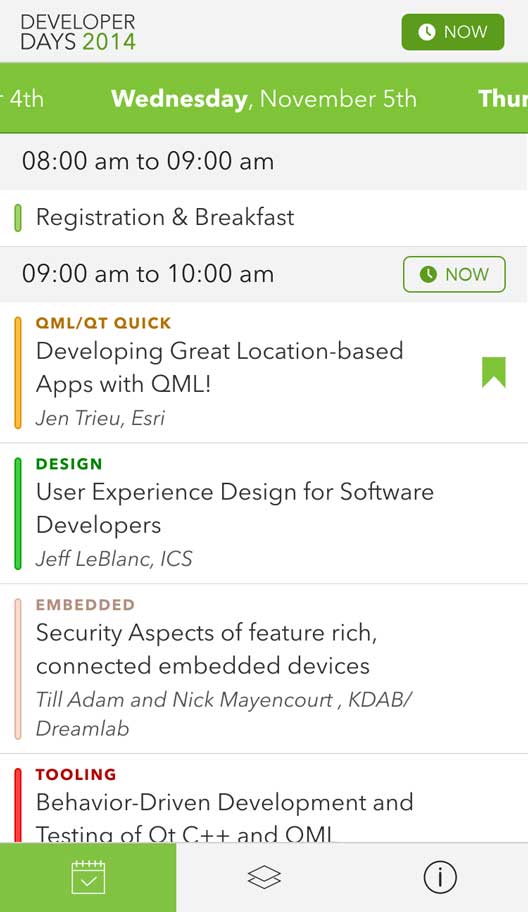 DEVELOPER
DAYS 2014
NOW
r 4th
Wednesday, November 5th
Thur
08:00 am to 09:00 am
Registration & Breakfast
09:00 am to 10:00 am
NOW
QML/QT QUICK
Developing Great Location-based
Apps with QML!
Jen Trieu, Esri
DESIGN
User Experience Design for Software
Developers
Jeff LeBlanc, ICS
EMBEDDED
Security Aspects of feature rich,
connected embedded devices
Till Adam and Nick Mayencourt , KDAB/
Dreamlab
TOOLING
Behavior-Driven Development and
Testing of Qt C++ and QML